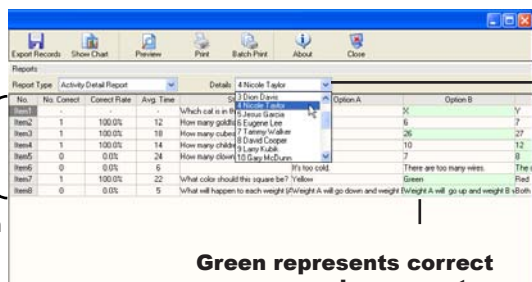 Export Records Show Chart Preview Print Batch Print About Close
Reports
Report Type Activity Detail Report Details 4 Nicole Taylor
3 Dion Davis
4 Nicole Taylor
5 Jesus Garcia
6 Eugene Lee
7 Tammy Walker
8 David Cooper
9 Larry Kubik
10 Gary McDunn
No. No. Correct Correct Rate Avg. Time St Option A Option B
Item1 - - - Which cat is in th X Y
Item2 1 100.0% 12 How many goldfis 6 7
Item3 1 100.0% 18 How many cubes 26 27
Item4 1 100.0% 14 How many children 10 12
Item5 0 0.0% 24 How many clown 7 8
Item6 0 0.0% 6 It's too cold. There are too many wires. The
Item7 1 100.0% 22 What color should this square be? Yellow Green Red
Item8 0 0.0% 5 What will happen to each weight Weight A will go down and weight Weight A will go up and weight B Both
Green represents correct